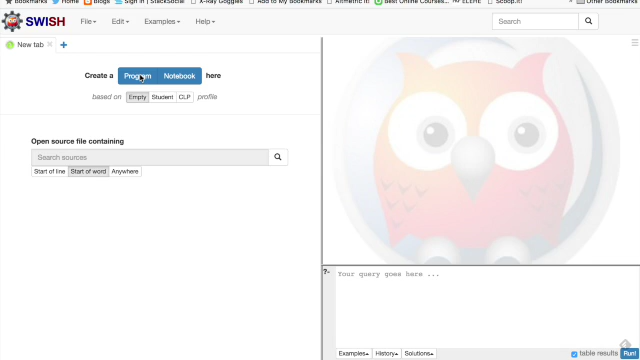 Bookmarks Home Blogs Sign in | StackSocial X-Ray Goggles Add to My Bookmarks Best Online Courses... ELEME Scoop.it! » Other Bookmarks
SWISH File Edit Examples Help Search
New tab
Create a Program Notebook here
based on Empty Student CLP profile
Open source file containing
Search sources
Start of line Start of word Anywhere
?- Your query goes here ...
Examples History Solutions table results Run!